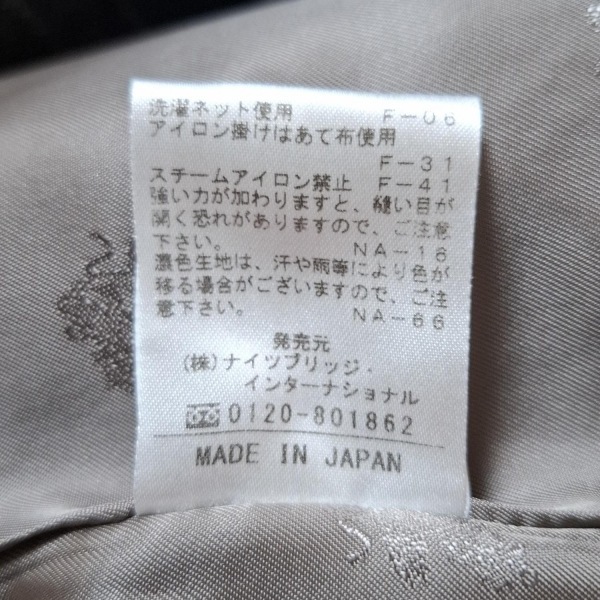 洗濯ネット使用 F-06
アイロン掛けはあて布使用
F-31
スチームアイロン禁止 F-41
強い力が加わりますと、縫い目が
開く恐れがありますので、ご注意
下さい。 NA-16
濃色生地は、汗や雨等により色が
移る場合がございますので、ご注
意下さい。 NA-66
発売元
(株)ナイツブリッジ・
インターナショナル
0120-801862
MADE IN JAPAN